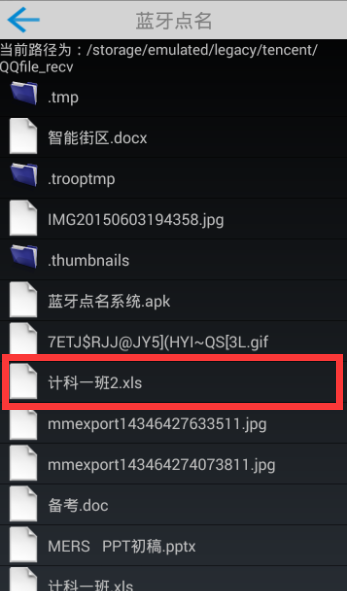 蓝牙点名
当前路径为：/storage/emulated/legacy/tencent/
QQfile_recv
.tmp
智能街区.docx
.trooptmp
IMG20150603194358.jpg
.thumbnails
蓝牙点名系统.apk
7ETJ$RJJ@JY5](HYI~QS[3L.gif
计科一班2.xls
mmexport14346427633511.jpg
mmexport143464274073811.jpg
备考.doc
MERS   PPT初稿.pptx
计科一班.xls